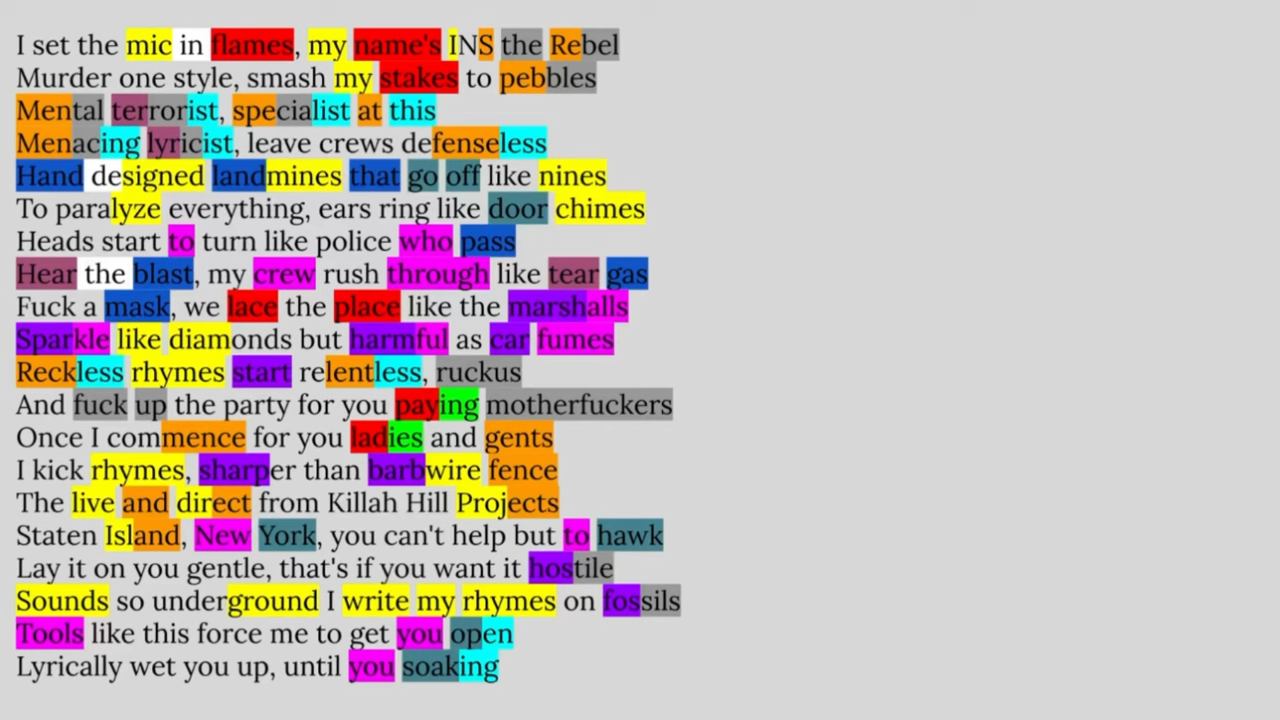 I set the mic in flames, my name's INS the Rebel
Murder one style, smash my stakes to pebbles
Mental terrorist, specialist at this
Menacing lyricist, leave crews defenseless
Hand designed landmines that go off like nines
To paralyze everything, ears ring like door chimes
Heads start to turn like police who pass
Hear the blast, my crew rush through like tear gas
Fuck a mask, we lace the place like the marshalls
Sparkle like diamonds but harmful as car fumes
Reckless rhymes start relentless, ruckus
And fuck up the party for you paying motherfuckers
Once I commence for you ladies and gents
I kick rhymes, sharper than barbwire fence
The live and direct from Killah Hill Projects
Staten Island, New York, you can't help but to hawk
Lay it on you gentle, that's if you want it hostile
Sounds so underground I write my rhymes on fossils
Tools like this force me to get you open
Lyrically wet you up, until you soaking